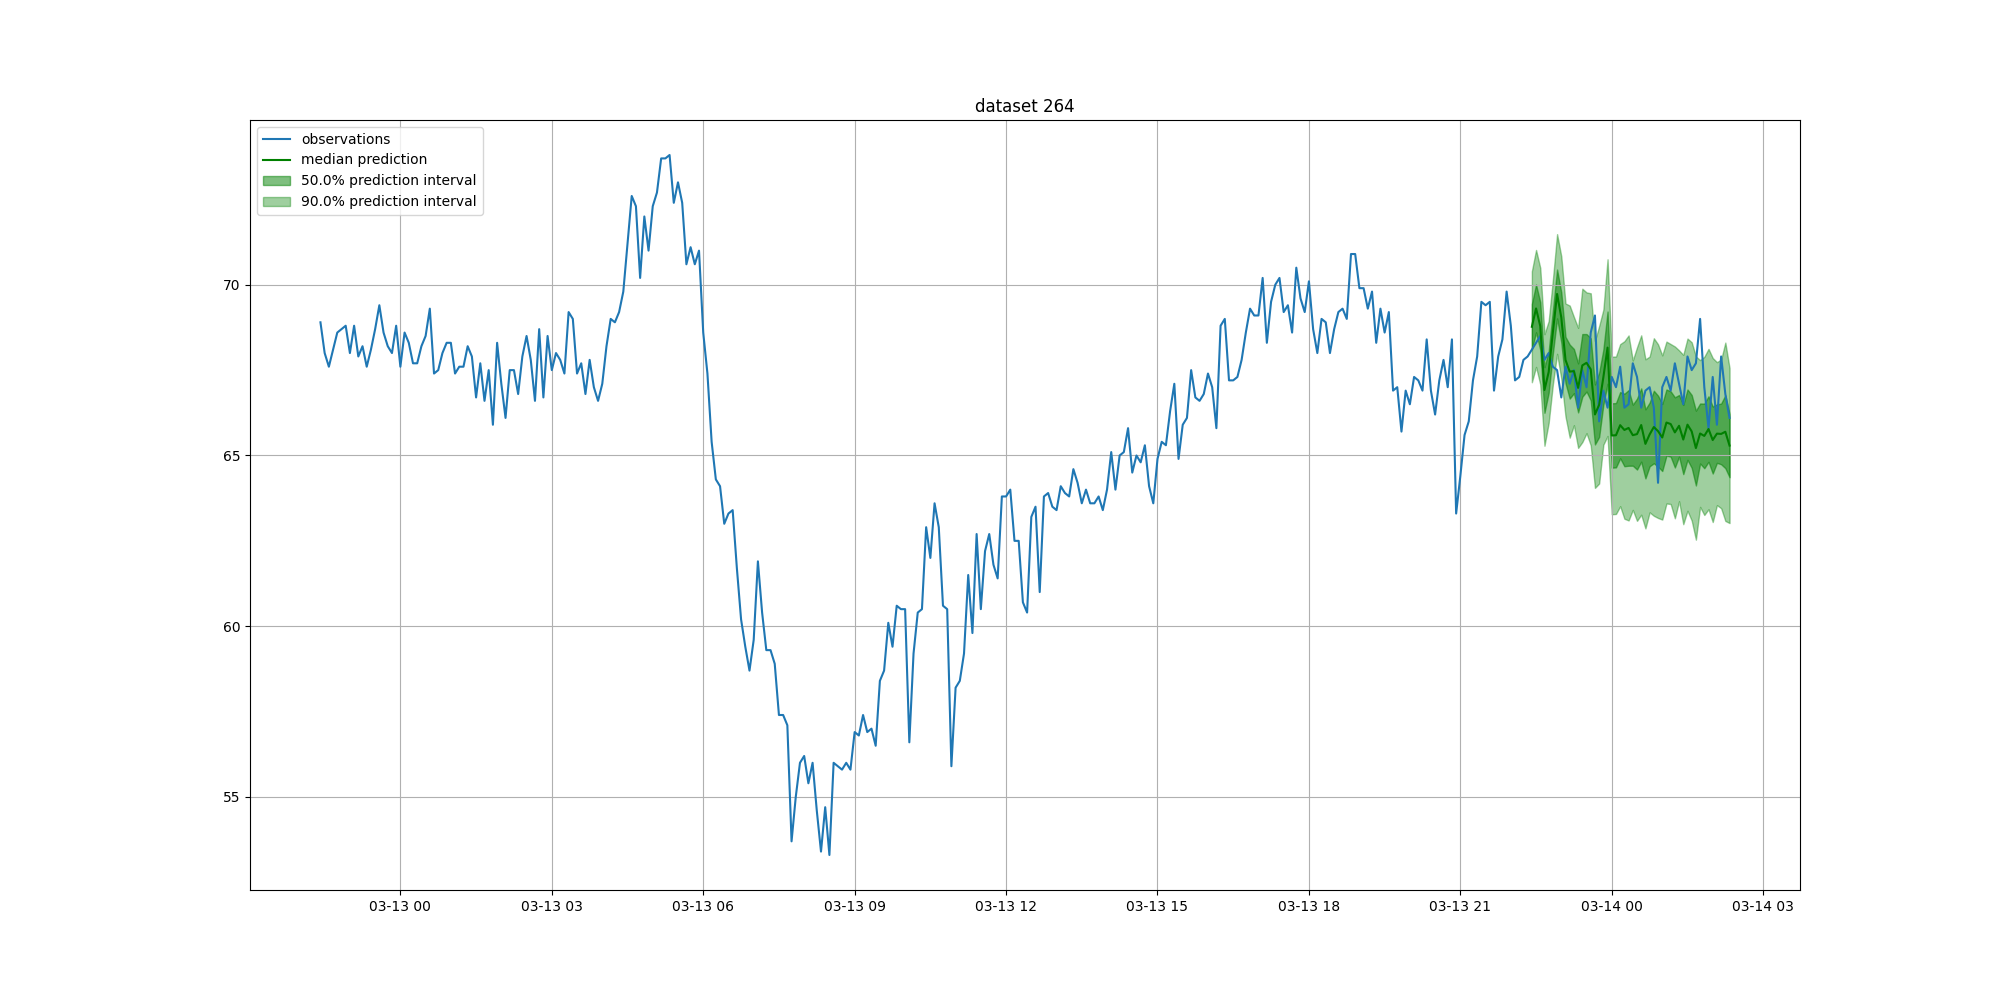 dataset 264
observations
median prediction
50.0% prediction interval
90.0% prediction interval
70
65
60
55
03-13 00
03-13 03
03-13 06
03-13 09
03-13 12
03-13 15
03-13 18
03-13 21
03-14 00
03-14 03